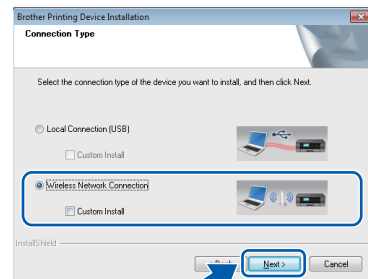 Brother Printing Device Installation
Connection Type
Select the connection type of the device you want to install, and then click Next.
Local Connection (USB)
Custom Install
Wireless Network Connection
Custom Install
InstallShield
Next >
Cancel